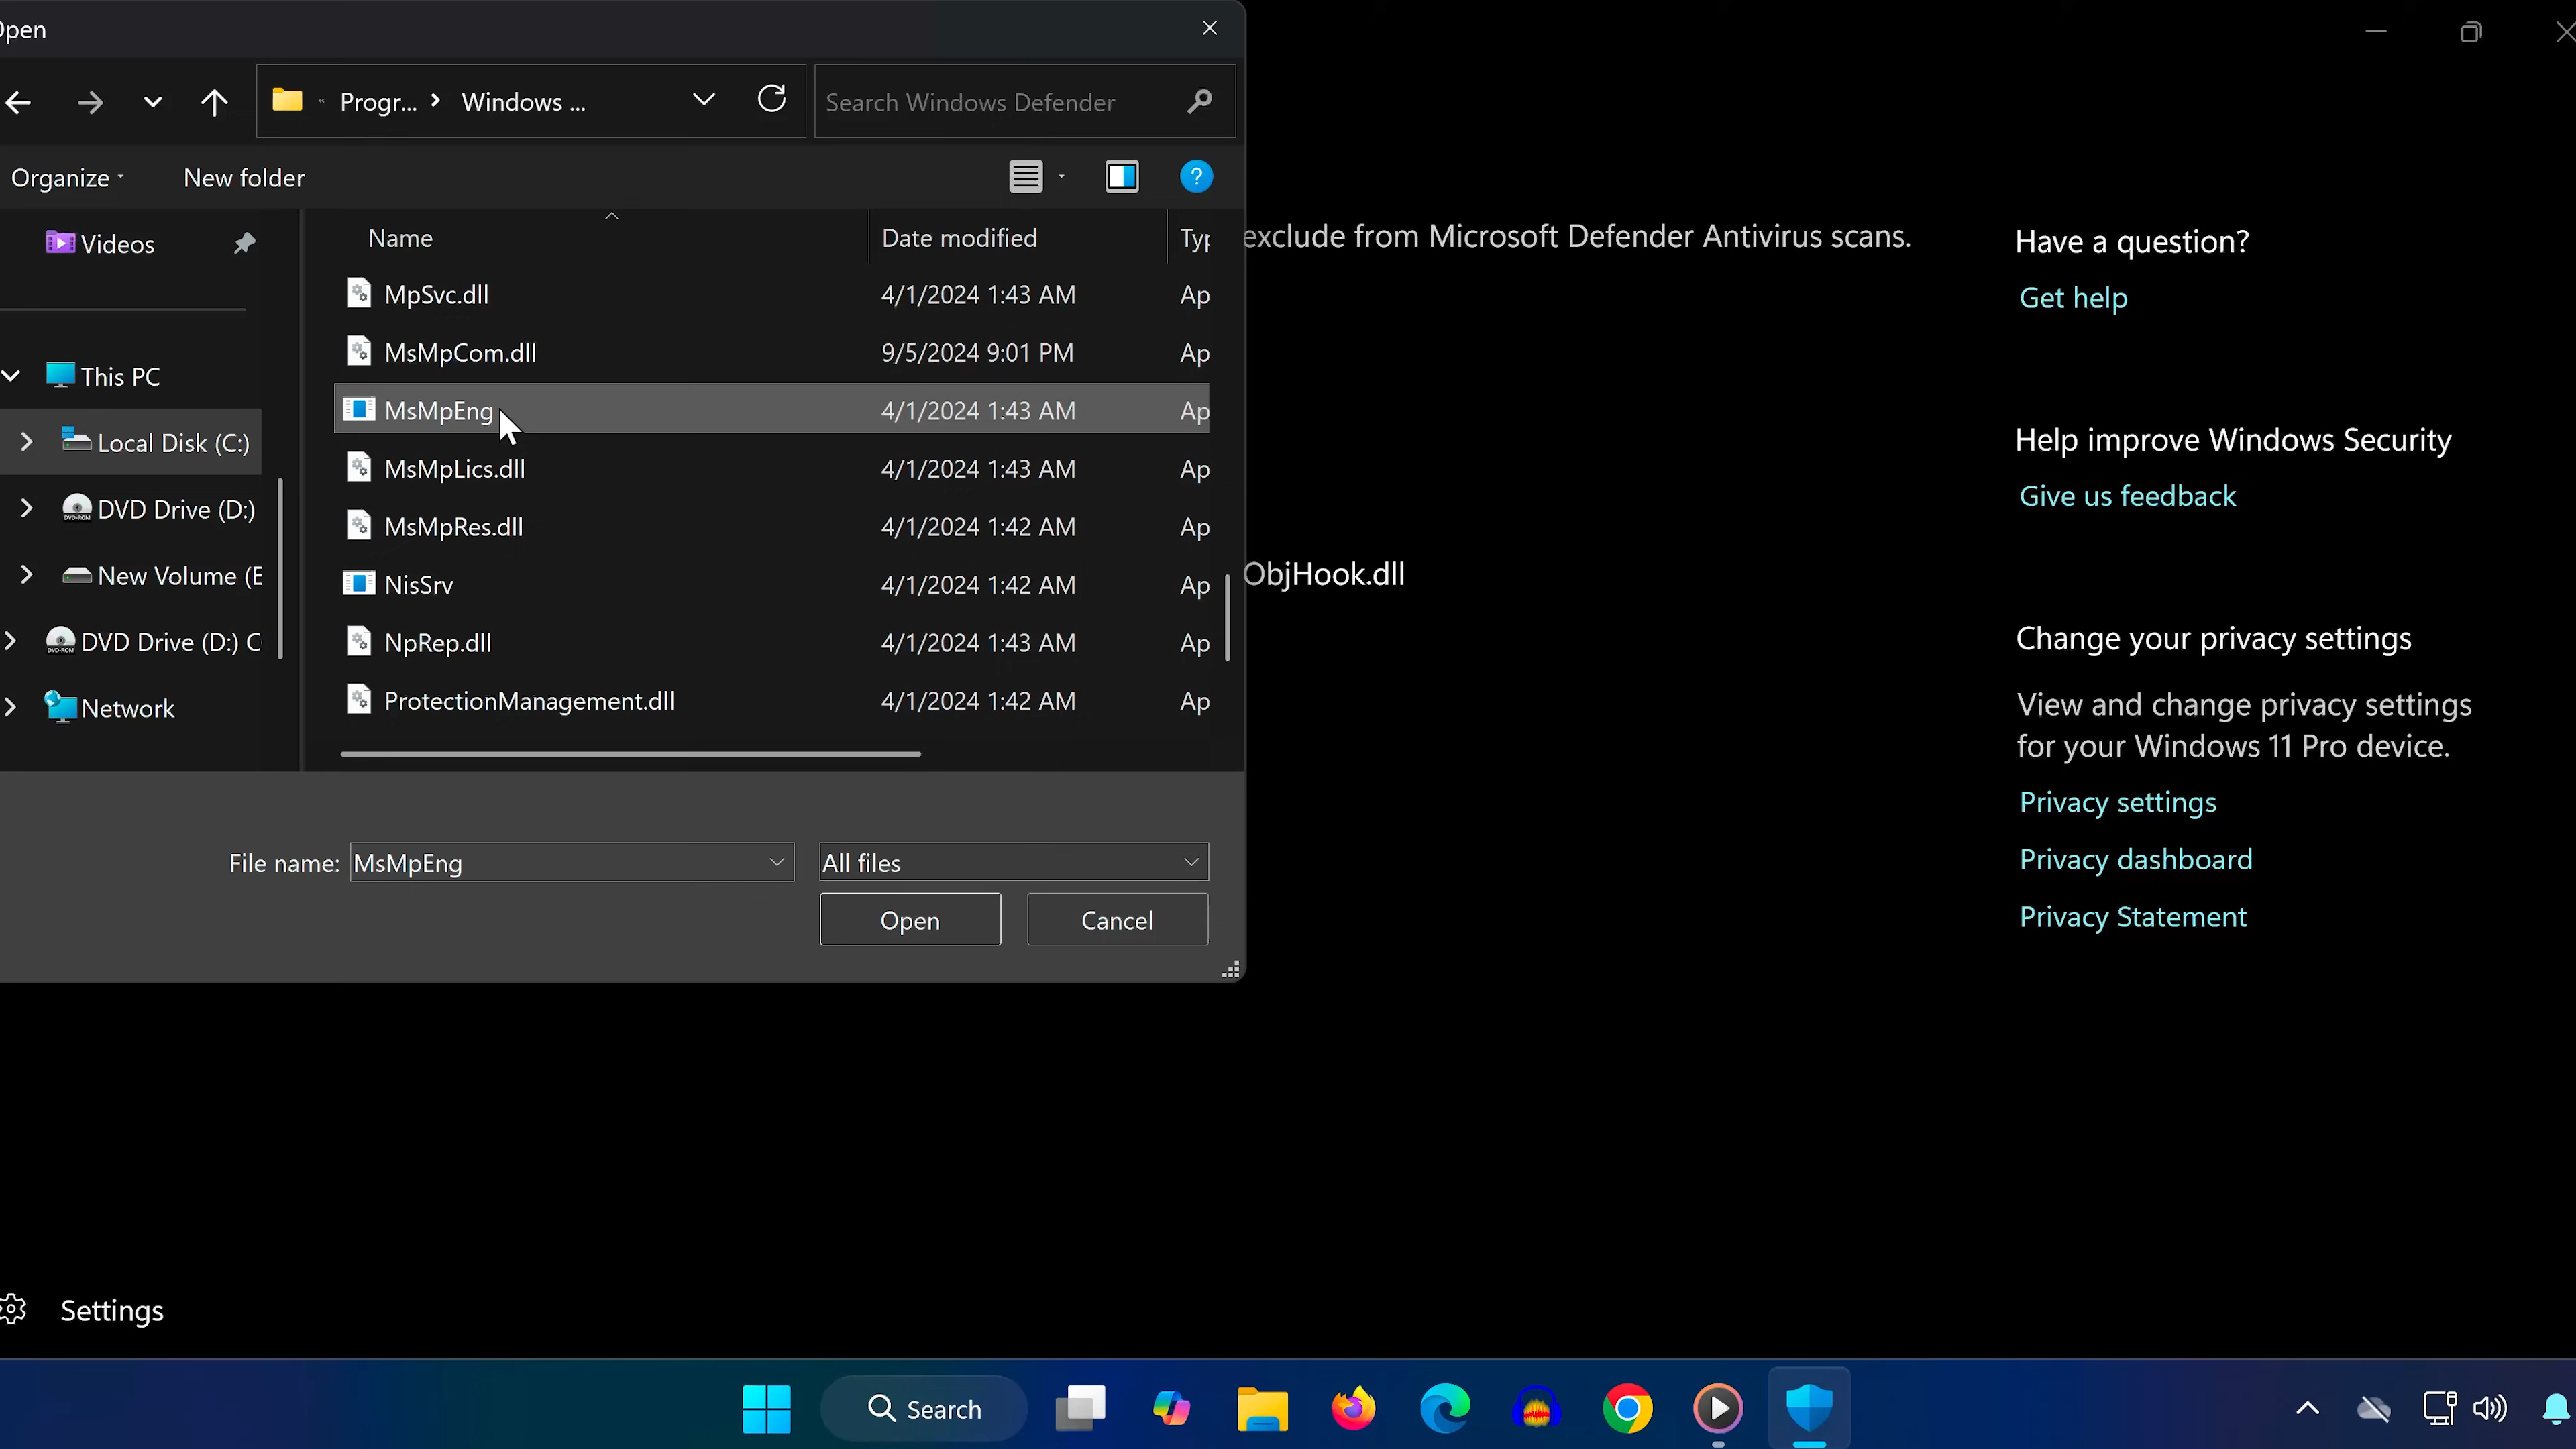 Open
Progr... Windows ...
Search Windows Defender
Organize
New folder
Name
Date modified
Videos
MpSvc.dll 4/1/2024 1:43 AM Ap
MsMpCom.dll 9/5/2024 9:01 PM Ap
MsMpEng 4/1/2024 1:43 AM Ap
MsMpLics.dll 4/1/2024 1:43 AM Ap
MsMpRes.dll 4/1/2024 1:42 AM Ap
NisSrv 4/1/2024 1:42 AM Ap
NpRep.dll 4/1/2024 1:43 AM Ap
ProtectionManagement.dll 4/1/2024 1:42 AM Ap
This PC
Local Disk (C:)
DVD Drive (D:)
New Volume (E
DVD Drive (D:) C
Network
File name: MsMpEng
All files
Open
Cancel
exclude from Microsoft Defender Antivirus scans.
ObjHook.dll
Have a question?
Get help
Help improve Windows Security
Give us feedback
Change your privacy settings
View and change privacy settings
for your Windows 11 Pro device.
Privacy settings
Privacy dashboard
Privacy Statement
Settings
Search